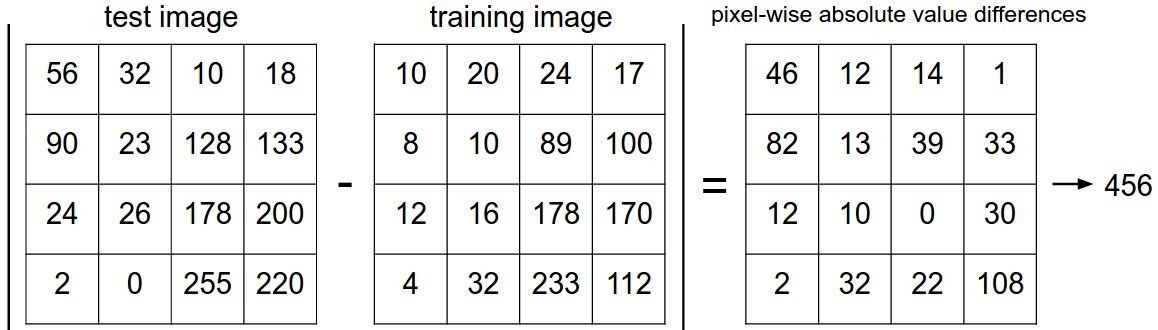 test image training image pixel-wise absolute value differences
56 32 10 18 10 20 24 17 46 12 14 1
90 23 128 133 8 10 89 100 82 13 39 33
- = → 456
24 26 178 200 12 16 178 170 12 10 0 30
2 0 255 220 4 32 233 112 2 32 22 108